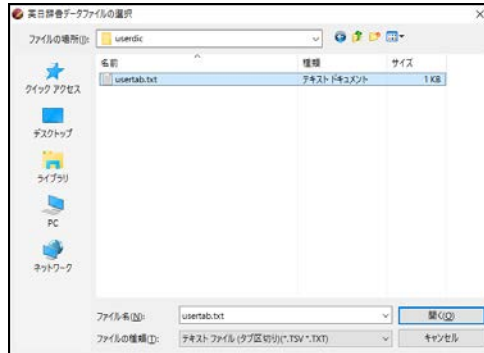 英日辞書データファイルの選択
ファイルの場所(I): userdic
名前 種類 サイズ
usertab.txt テキスト ドキュメント 1 KB
クイック アクセス
デスクトップ
ライブラリ
PC
ネットワーク
ファイル名(N): usertab.txt 開く(O)
ファイルの種類(T): テキスト ファイル (タブ区切り)(*.TSV *.TXT) キャンセル